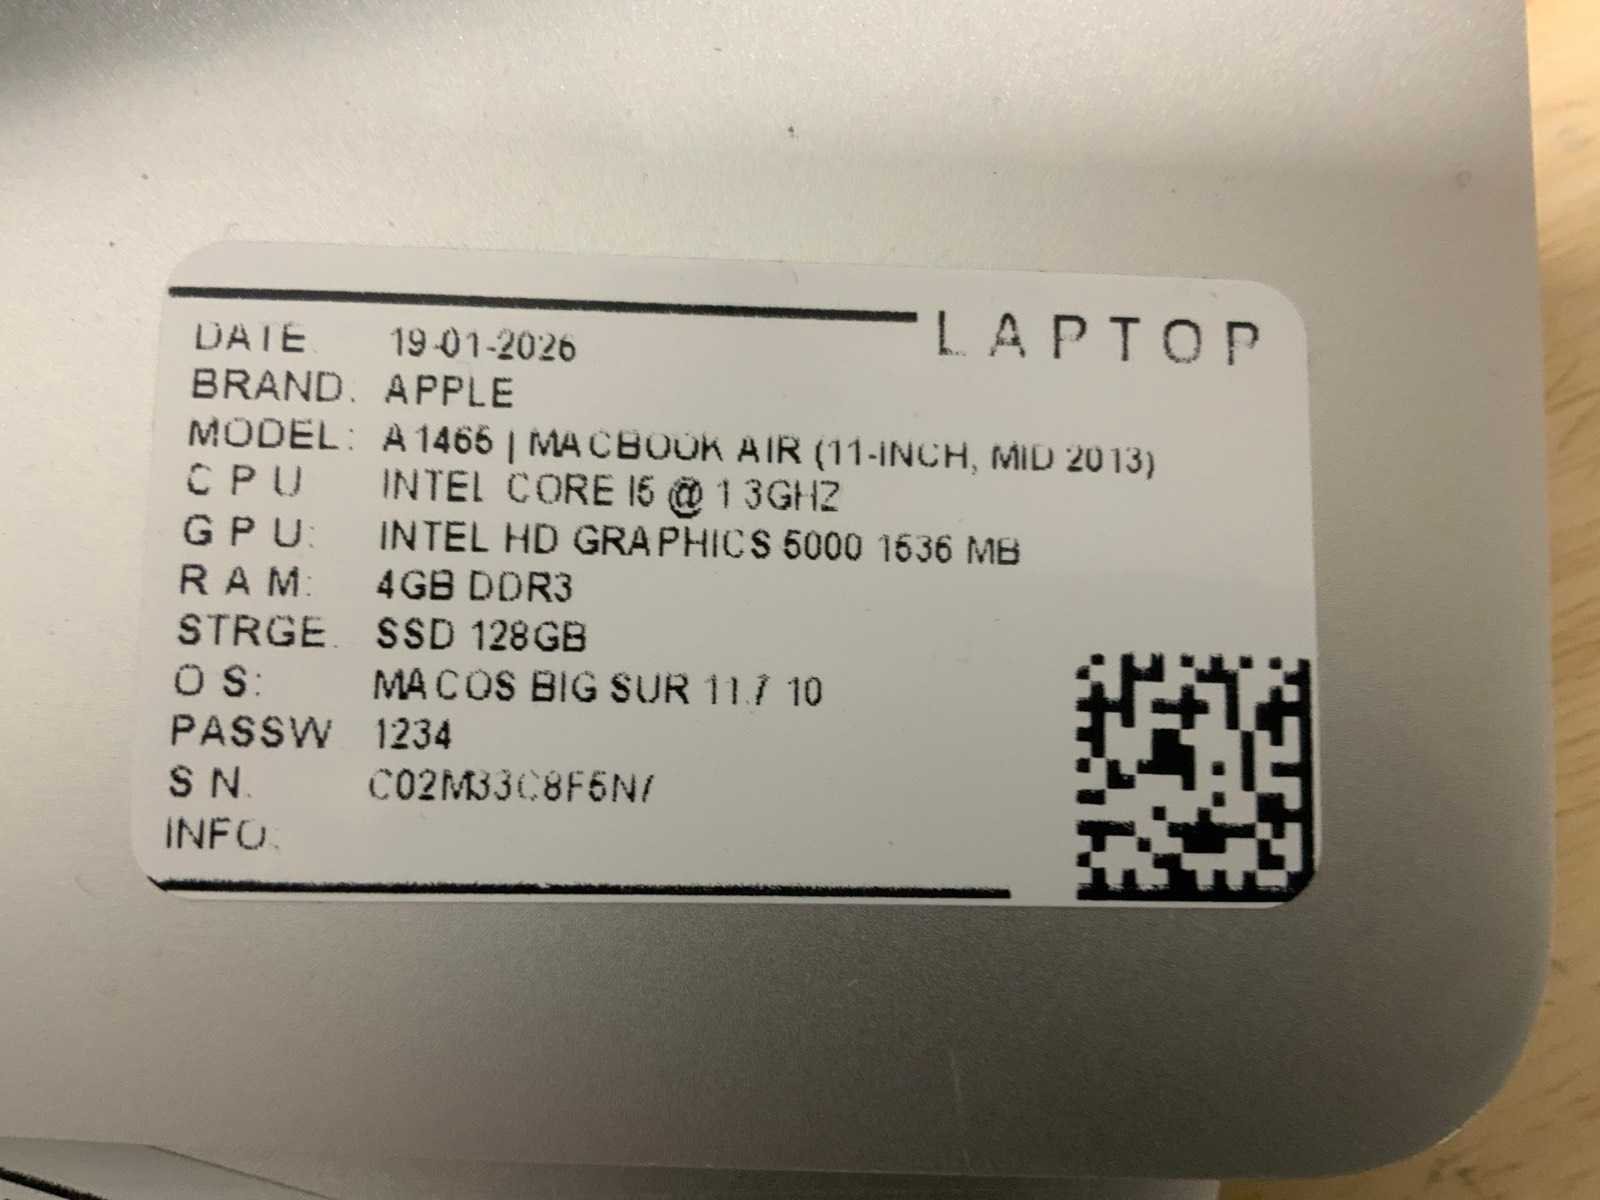 LAPTOP
DATE: 19-01-2026
BRAND: APPLE
MODEL: A1465 | MACBOOK AIR (11-INCH, MID 2013)
CPU INTEL CORE I5 @ 1.3GHZ
GPU: INTEL HD GRAPHICS 5000 1536 MB
RAM: 4GB DDR3
STRGE: SSD 128GB
OS: MACOS BIG SUR 11.7.10
PASSW 1234
SN:
INFO: